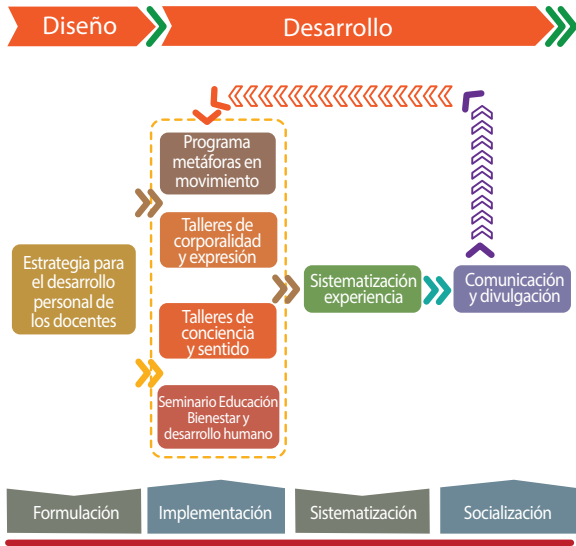 Diseño
Desarrollo
Programa
metáforas en
movimiento
Talleres de
corporalidad
y expresión
Estrategia para
el desarrollo
personal de
los docentes
Talleres de
conciencia
y sentido
Seminario Educación
Bienestar y
desarrollo humano
Sistematización
experiencia
Comunicación
y divulgación
Formulación
Implementación
Sistematización
Socialización